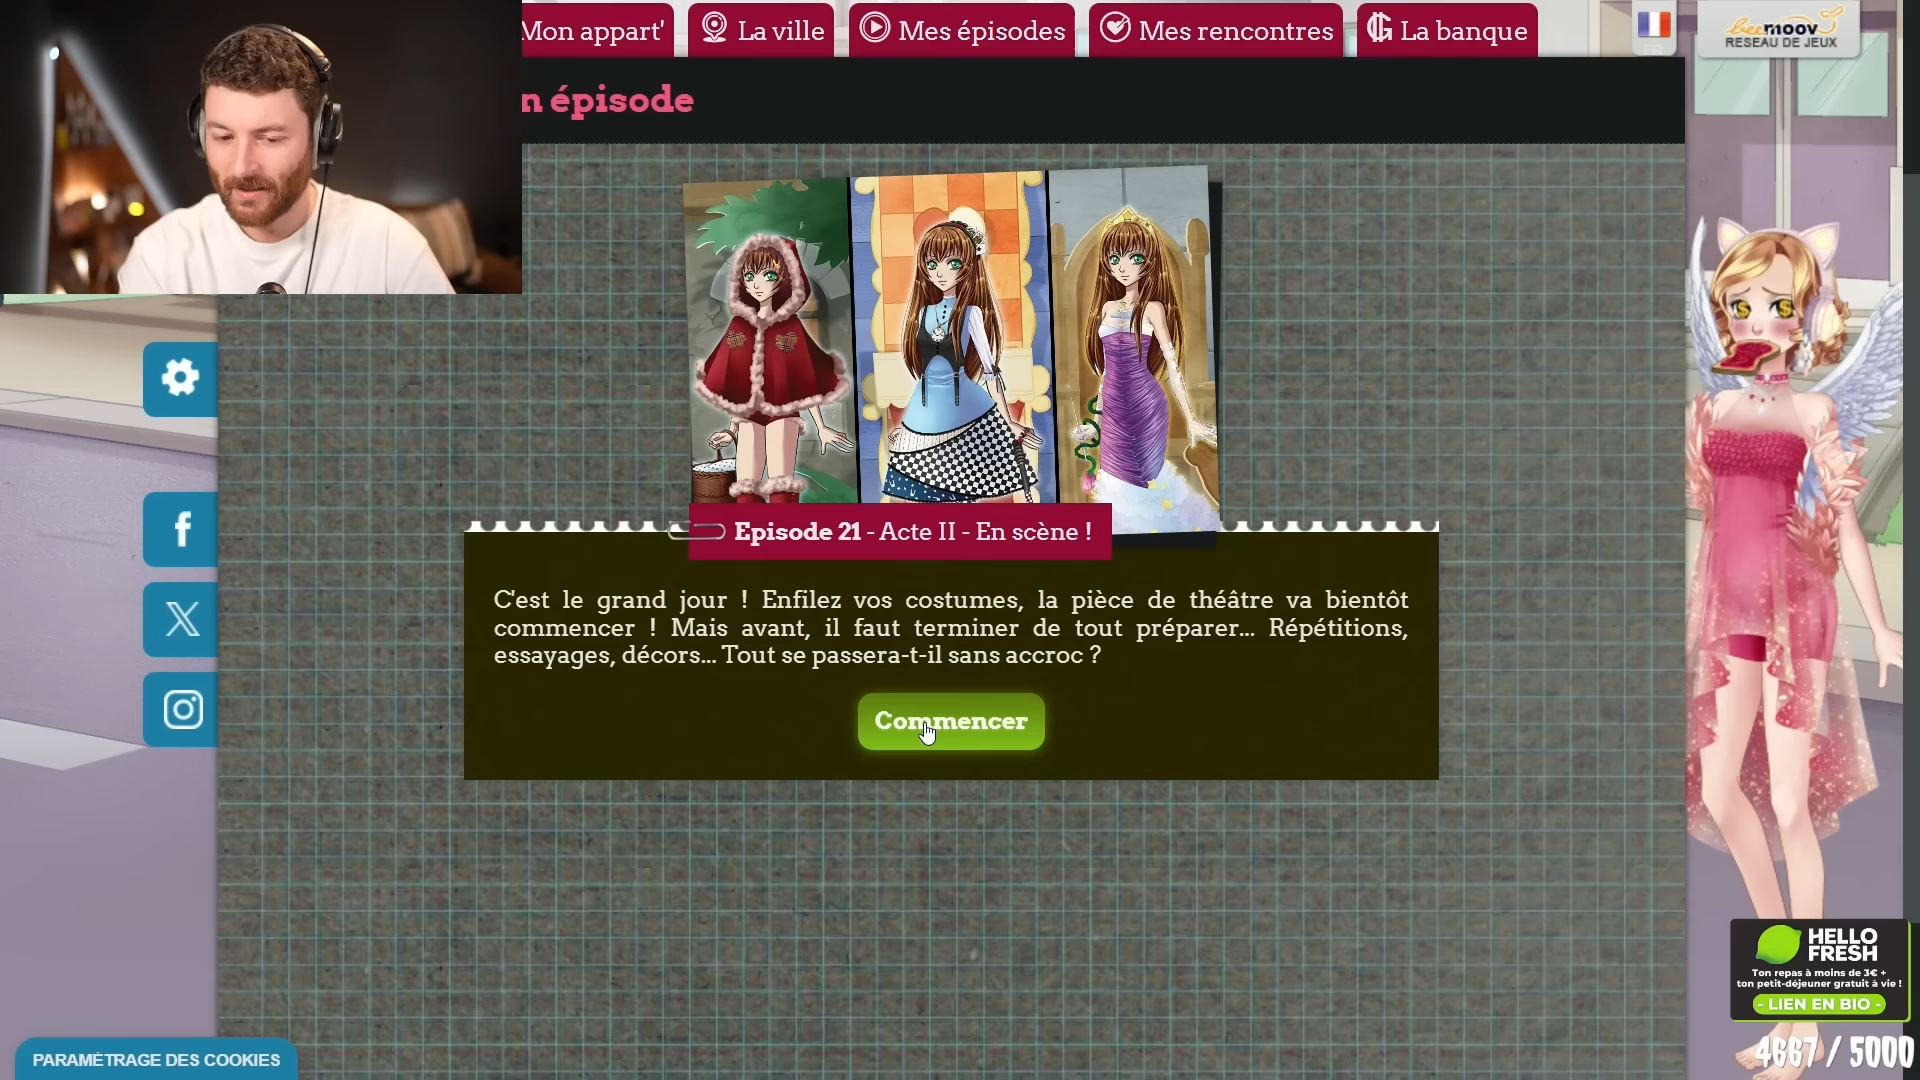 Mon appart'
La ville
Mes épisodes
Mes rencontres
La banque
FR
beemoov
RESEAU DE JEUX
n épisode
Episode 21 - Acte II - En scène !
C'est le grand jour ! Enfilez vos costumes, la pièce de théâtre va bientôt
commencer ! Mais avant, il faut terminer de tout préparer... Répétitions,
essayages, décors... Tout se passera-t-il sans accroc ?
Commencer
HELLO
FRESH
Ton repas à moins de 3€ +
ton petit-déjeuner gratuit à vie !
- LIEN EN BIO -
4667 / 5000
PARAMÉTRAGE DES COOKIES